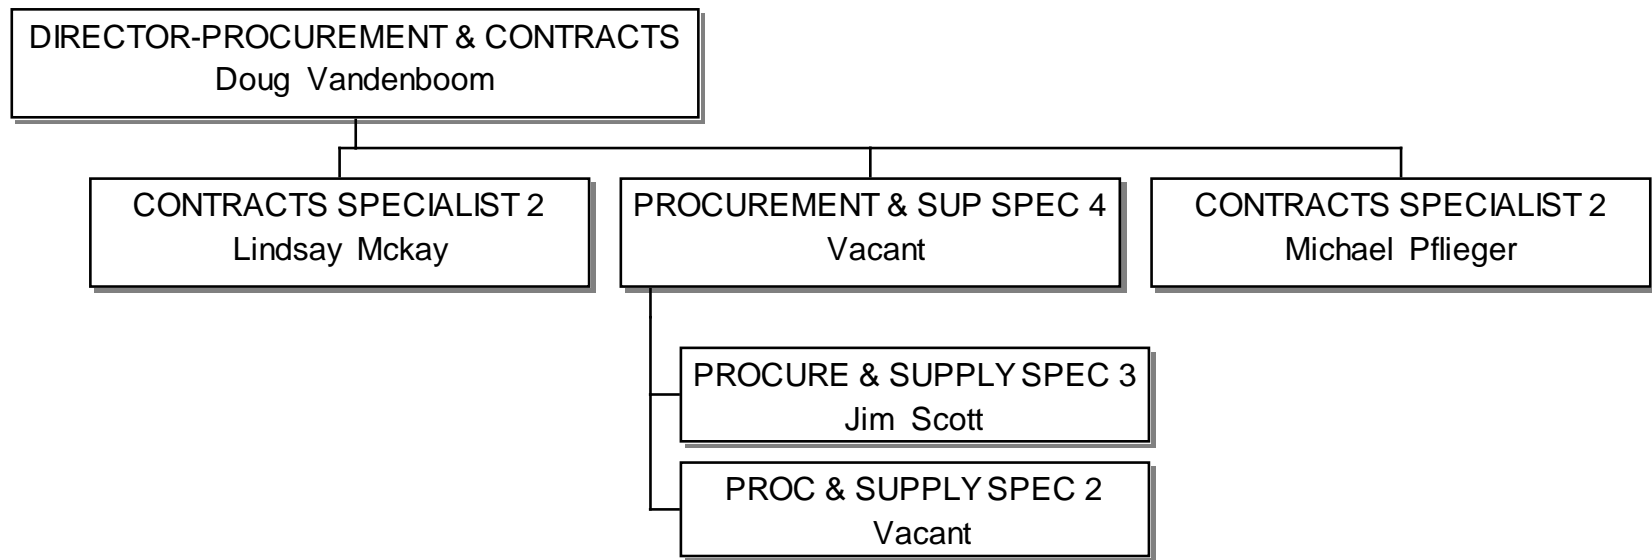 DIRECTOR-PROCUREMENT & CONTRACTS
Doug Vandenboom
CONTRACTS SPECIALIST 2
Lindsay Mckay
PROCUREMENT & SUP SPEC 4
Vacant
CONTRACTS SPECIALIST 2
Michael Pflieger
PROCURE & SUPPLY SPEC 3
Jim Scott
PROC & SUPPLY SPEC 2
Vacant